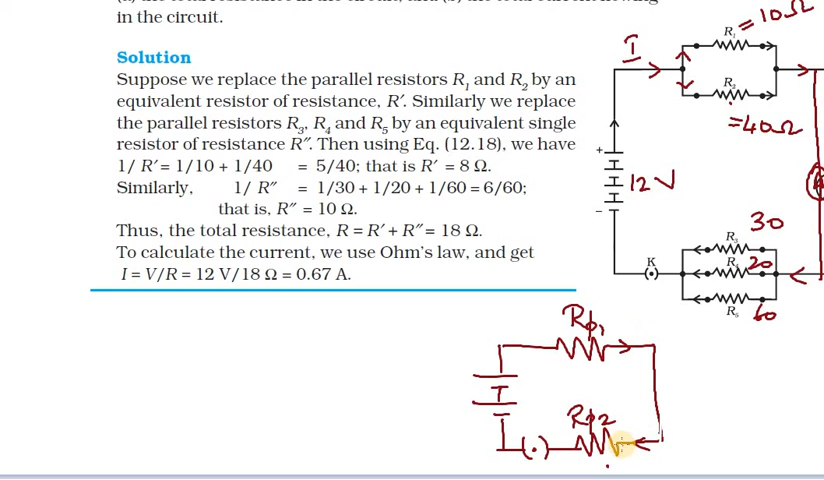 in the circuit.
Solution
Suppose we replace the parallel resistors R₁ and R₂ by an
equivalent resistor of resistance, R′. Similarly we replace
the parallel resistors R₃, R₄ and R₅ by an equivalent single
resistor of resistance R″. Then using Eq. (12.18), we have
1/ R′ = 1/10 + 1/40 = 5/40; that is R′ = 8 Ω.
Similarly, 1/ R″ = 1/30 + 1/20 + 1/60 = 6/60;
that is, R″ = 10 Ω.
Thus, the total resistance, R = R′ + R″ = 18 Ω.
To calculate the current, we use Ohm's law, and get
I = V/R = 12 V/18 Ω = 0.67 A.
R₁ = 10Ω
I
R₂
= 40Ω
+
12 V
–
A
30
R₃
K
R₄ 20
R₅ 60
Rp₁
Rp2